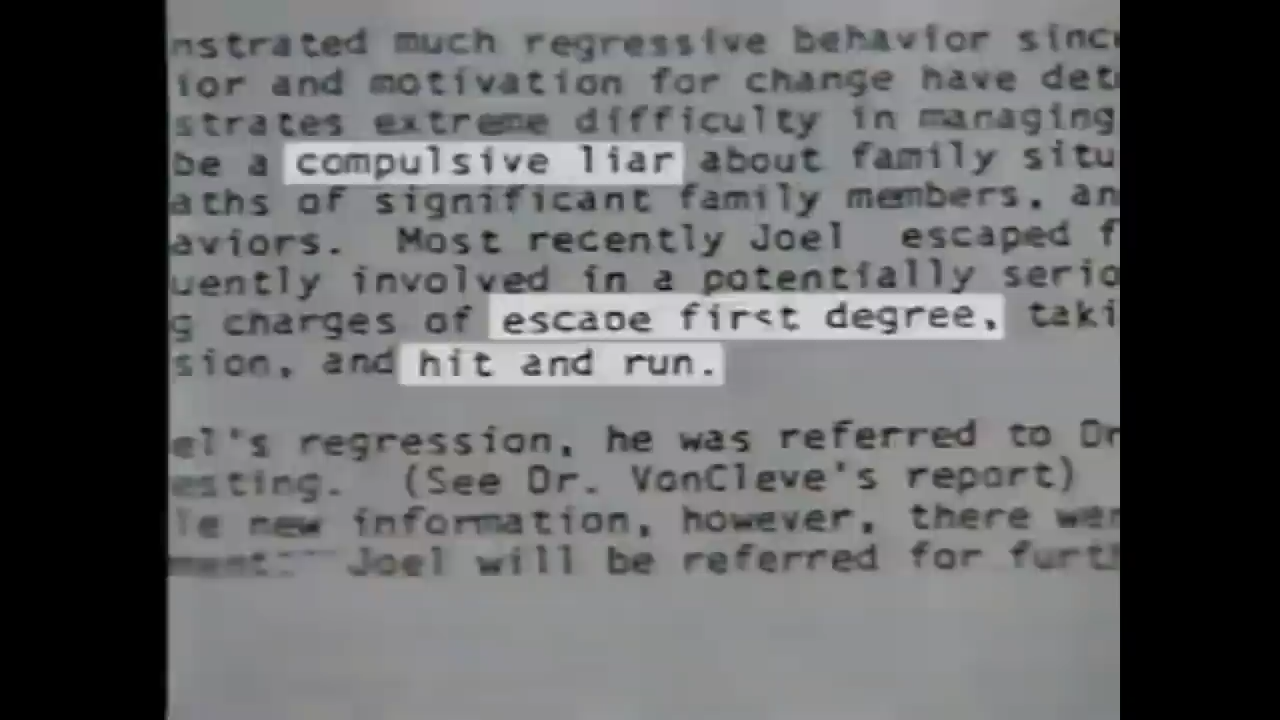 nstrated much regressive behavior sinc
ior and motivation for change have det
strates extreme difficulty in managing
be a compulsive liar about family situ
aths of significant family members, an
aviors. Most recently Joel escaped f
uently involved in a potentially serio
g charges of escape first degree, taki
sion, and hit and run.
el's regression, he was referred to Dr
esting. (See Dr. VonCleve's report)
le new information, however, there wer
ment. Joel will be referred for furth